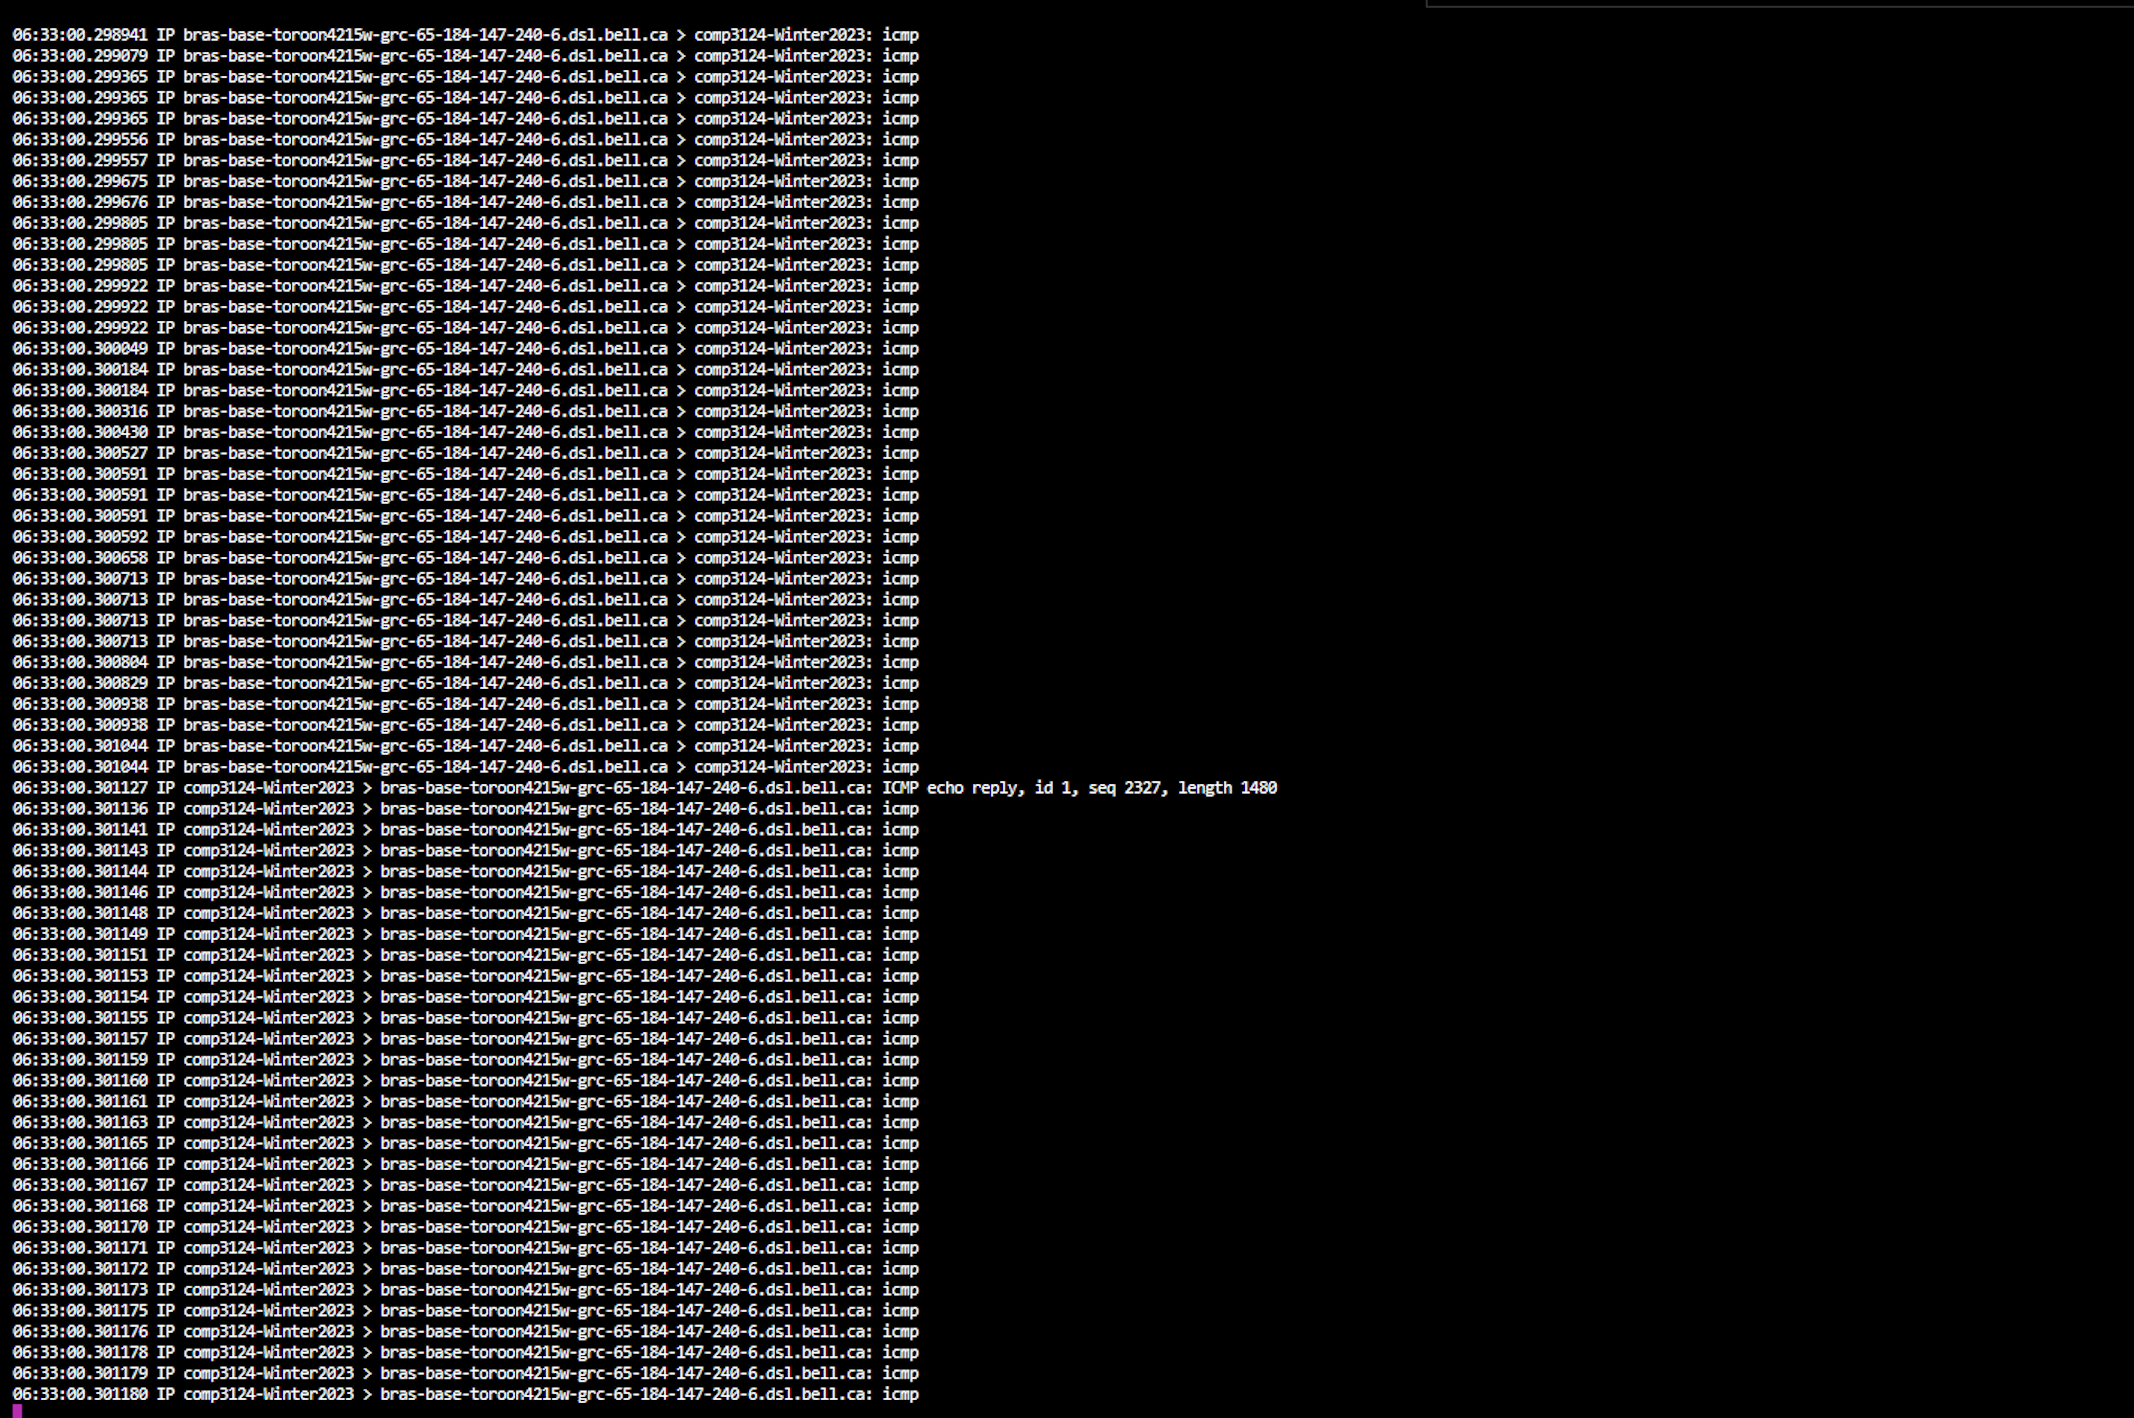 06:33:00.298941 IP bras-base-toroon4215w-grc-65-184-147-240-6.dsl.bell.ca > comp3124-Winter2023: icmp
06:33:00.299079 IP bras-base-toroon4215w-grc-65-184-147-240-6.dsl.bell.ca > comp3124-Winter2023: icmp
06:33:00.299365 IP bras-base-toroon4215w-grc-65-184-147-240-6.dsl.bell.ca > comp3124-Winter2023: icmp
06:33:00.299365 IP bras-base-toroon4215w-grc-65-184-147-240-6.dsl.bell.ca > comp3124-Winter2023: icmp
06:33:00.299365 IP bras-base-toroon4215w-grc-65-184-147-240-6.dsl.bell.ca > comp3124-Winter2023: icmp
06:33:00.299556 IP bras-base-toroon4215w-grc-65-184-147-240-6.dsl.bell.ca > comp3124-Winter2023: icmp
06:33:00.299557 IP bras-base-toroon4215w-grc-65-184-147-240-6.dsl.bell.ca > comp3124-Winter2023: icmp
06:33:00.299675 IP bras-base-toroon4215w-grc-65-184-147-240-6.dsl.bell.ca > comp3124-Winter2023: icmp
06:33:00.299676 IP bras-base-toroon4215w-grc-65-184-147-240-6.dsl.bell.ca > comp3124-Winter2023: icmp
06:33:00.299805 IP bras-base-toroon4215w-grc-65-184-147-240-6.dsl.bell.ca > comp3124-Winter2023: icmp
06:33:00.299805 IP bras-base-toroon4215w-grc-65-184-147-240-6.dsl.bell.ca > comp3124-Winter2023: icmp
06:33:00.299805 IP bras-base-toroon4215w-grc-65-184-147-240-6.dsl.bell.ca > comp3124-Winter2023: icmp
06:33:00.299922 IP bras-base-toroon4215w-grc-65-184-147-240-6.dsl.bell.ca > comp3124-Winter2023: icmp
06:33:00.299922 IP bras-base-toroon4215w-grc-65-184-147-240-6.dsl.bell.ca > comp3124-Winter2023: icmp
06:33:00.299922 IP bras-base-toroon4215w-grc-65-184-147-240-6.dsl.bell.ca > comp3124-Winter2023: icmp
06:33:00.300049 IP bras-base-toroon4215w-grc-65-184-147-240-6.dsl.bell.ca > comp3124-Winter2023: icmp
06:33:00.300184 IP bras-base-toroon4215w-grc-65-184-147-240-6.dsl.bell.ca > comp3124-Winter2023: icmp
06:33:00.300184 IP bras-base-toroon4215w-grc-65-184-147-240-6.dsl.bell.ca > comp3124-Winter2023: icmp
06:33:00.300316 IP bras-base-toroon4215w-grc-65-184-147-240-6.dsl.bell.ca > comp3124-Winter2023: icmp
06:33:00.300430 IP bras-base-toroon4215w-grc-65-184-147-240-6.dsl.bell.ca > comp3124-Winter2023: icmp
06:33:00.300527 IP bras-base-toroon4215w-grc-65-184-147-240-6.dsl.bell.ca > comp3124-Winter2023: icmp
06:33:00.300591 IP bras-base-toroon4215w-grc-65-184-147-240-6.dsl.bell.ca > comp3124-Winter2023: icmp
06:33:00.300591 IP bras-base-toroon4215w-grc-65-184-147-240-6.dsl.bell.ca > comp3124-Winter2023: icmp
06:33:00.300591 IP bras-base-toroon4215w-grc-65-184-147-240-6.dsl.bell.ca > comp3124-Winter2023: icmp
06:33:00.300592 IP bras-base-toroon4215w-grc-65-184-147-240-6.dsl.bell.ca > comp3124-Winter2023: icmp
06:33:00.300658 IP bras-base-toroon4215w-grc-65-184-147-240-6.dsl.bell.ca > comp3124-Winter2023: icmp
06:33:00.300713 IP bras-base-toroon4215w-grc-65-184-147-240-6.dsl.bell.ca > comp3124-Winter2023: icmp
06:33:00.300713 IP bras-base-toroon4215w-grc-65-184-147-240-6.dsl.bell.ca > comp3124-Winter2023: icmp
06:33:00.300713 IP bras-base-toroon4215w-grc-65-184-147-240-6.dsl.bell.ca > comp3124-Winter2023: icmp
06:33:00.300713 IP bras-base-toroon4215w-grc-65-184-147-240-6.dsl.bell.ca > comp3124-Winter2023: icmp
06:33:00.300804 IP bras-base-toroon4215w-grc-65-184-147-240-6.dsl.bell.ca > comp3124-Winter2023: icmp
06:33:00.300829 IP bras-base-toroon4215w-grc-65-184-147-240-6.dsl.bell.ca > comp3124-Winter2023: icmp
06:33:00.300938 IP bras-base-toroon4215w-grc-65-184-147-240-6.dsl.bell.ca > comp3124-Winter2023: icmp
06:33:00.300938 IP bras-base-toroon4215w-grc-65-184-147-240-6.dsl.bell.ca > comp3124-Winter2023: icmp
06:33:00.301044 IP bras-base-toroon4215w-grc-65-184-147-240-6.dsl.bell.ca > comp3124-Winter2023: icmp
06:33:00.301044 IP bras-base-toroon4215w-grc-65-184-147-240-6.dsl.bell.ca > comp3124-Winter2023: icmp
06:33:00.301127 IP comp3124-Winter2023 > bras-base-toroon4215w-grc-65-184-147-240-6.dsl.bell.ca: ICMP echo reply, id 1, seq 2327, length 1480
06:33:00.301136 IP comp3124-Winter2023 > bras-base-toroon4215w-grc-65-184-147-240-6.dsl.bell.ca: icmp
06:33:00.301141 IP comp3124-Winter2023 > bras-base-toroon4215w-grc-65-184-147-240-6.dsl.bell.ca: icmp
06:33:00.301143 IP comp3124-Winter2023 > bras-base-toroon4215w-grc-65-184-147-240-6.dsl.bell.ca: icmp
06:33:00.301144 IP comp3124-Winter2023 > bras-base-toroon4215w-grc-65-184-147-240-6.dsl.bell.ca: icmp
06:33:00.301146 IP comp3124-Winter2023 > bras-base-toroon4215w-grc-65-184-147-240-6.dsl.bell.ca: icmp
06:33:00.301148 IP comp3124-Winter2023 > bras-base-toroon4215w-grc-65-184-147-240-6.dsl.bell.ca: icmp
06:33:00.301149 IP comp3124-Winter2023 > bras-base-toroon4215w-grc-65-184-147-240-6.dsl.bell.ca: icmp
06:33:00.301151 IP comp3124-Winter2023 > bras-base-toroon4215w-grc-65-184-147-240-6.dsl.bell.ca: icmp
06:33:00.301153 IP comp3124-Winter2023 > bras-base-toroon4215w-grc-65-184-147-240-6.dsl.bell.ca: icmp
06:33:00.301154 IP comp3124-Winter2023 > bras-base-toroon4215w-grc-65-184-147-240-6.dsl.bell.ca: icmp
06:33:00.301155 IP comp3124-Winter2023 > bras-base-toroon4215w-grc-65-184-147-240-6.dsl.bell.ca: icmp
06:33:00.301157 IP comp3124-Winter2023 > bras-base-toroon4215w-grc-65-184-147-240-6.dsl.bell.ca: icmp
06:33:00.301159 IP comp3124-Winter2023 > bras-base-toroon4215w-grc-65-184-147-240-6.dsl.bell.ca: icmp
06:33:00.301160 IP comp3124-Winter2023 > bras-base-toroon4215w-grc-65-184-147-240-6.dsl.bell.ca: icmp
06:33:00.301161 IP comp3124-Winter2023 > bras-base-toroon4215w-grc-65-184-147-240-6.dsl.bell.ca: icmp
06:33:00.301163 IP comp3124-Winter2023 > bras-base-toroon4215w-grc-65-184-147-240-6.dsl.bell.ca: icmp
06:33:00.301165 IP comp3124-Winter2023 > bras-base-toroon4215w-grc-65-184-147-240-6.dsl.bell.ca: icmp
06:33:00.301166 IP comp3124-Winter2023 > bras-base-toroon4215w-grc-65-184-147-240-6.dsl.bell.ca: icmp
06:33:00.301167 IP comp3124-Winter2023 > bras-base-toroon4215w-grc-65-184-147-240-6.dsl.bell.ca: icmp
06:33:00.301168 IP comp3124-Winter2023 > bras-base-toroon4215w-grc-65-184-147-240-6.dsl.bell.ca: icmp
06:33:00.301170 IP comp3124-Winter2023 > bras-base-toroon4215w-grc-65-184-147-240-6.dsl.bell.ca: icmp
06:33:00.301171 IP comp3124-Winter2023 > bras-base-toroon4215w-grc-65-184-147-240-6.dsl.bell.ca: icmp
06:33:00.301172 IP comp3124-Winter2023 > bras-base-toroon4215w-grc-65-184-147-240-6.dsl.bell.ca: icmp
06:33:00.301173 IP comp3124-Winter2023 > bras-base-toroon4215w-grc-65-184-147-240-6.dsl.bell.ca: icmp
06:33:00.301175 IP comp3124-Winter2023 > bras-base-toroon4215w-grc-65-184-147-240-6.dsl.bell.ca: icmp
06:33:00.301176 IP comp3124-Winter2023 > bras-base-toroon4215w-grc-65-184-147-240-6.dsl.bell.ca: icmp
06:33:00.301178 IP comp3124-Winter2023 > bras-base-toroon4215w-grc-65-184-147-240-6.dsl.bell.ca: icmp
06:33:00.301179 IP comp3124-Winter2023 > bras-base-toroon4215w-grc-65-184-147-240-6.dsl.bell.ca: icmp
06:33:00.301180 IP comp3124-Winter2023 > bras-base-toroon4215w-grc-65-184-147-240-6.dsl.bell.ca: icmp